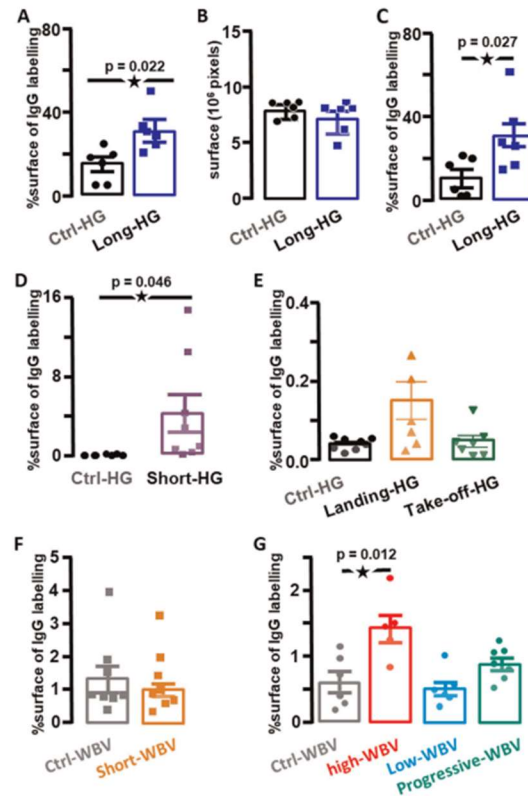 A
%surface of IgG labelling
80
40
0
p = 0.022
★
Ctrl-HG
Long-HG
B
surface (10⁶ pixels)
15
10
5
0
Ctrl-HG
Long-HG
C
%surface of IgG labelling
80
40
0
p = 0.027
★
Ctrl-HG
Long-HG
D
%surface of IgG labelling
16
12
8
4
0
p = 0.046
★
Ctrl-HG
Short-HG
E
%surface of IgG labelling
0.4
0.2
0.0
Ctrl-HG
Landing-HG
Take-off-HG
F
%surface of IgG labelling
5
4
3
2
1
0
Ctrl-WBV
Short-WBV
G
%surface of IgG labelling
2
1
0
p = 0.012
★
Ctrl-WBV
high-WBV
Low-WBV
Progressive-WBV